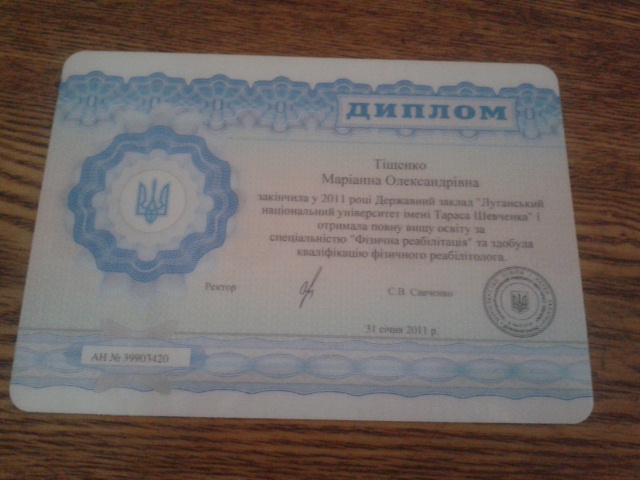 ДИПЛОМ
Тіщенко
Маріанна Олександрівна
закінчила у 2011 році Державний заклад "Луганський
національний університет імені Тараса Шевченка" і
отримала повну вищу освіту за
спеціальністю "Фізична реабілітація" та здобула
кваліфікацію фізичного реабілітолога.
Ректор
С.В. Савченко
31 січня 2011 р.
АН № 39903420